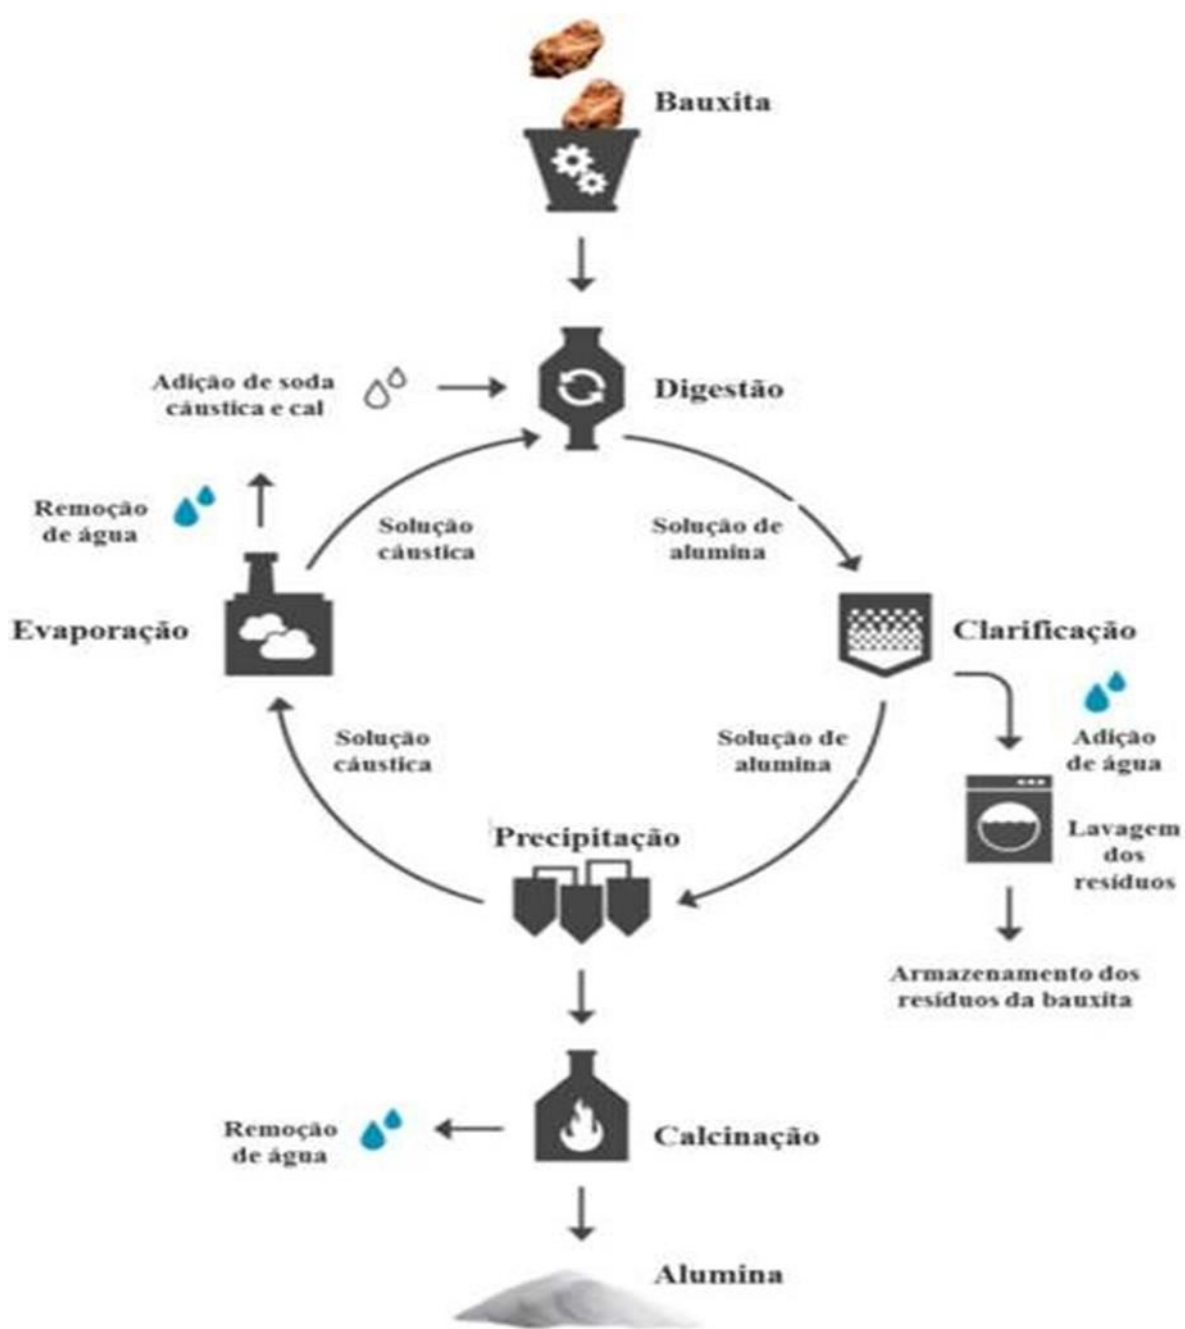 Bauxita
Adição de soda
cáustica e cal
Digestão
Remoção
de água
Solução
cáustica
Solução de
alumina
Evaporação
Clarificação
Solução
cáustica
Solução de
alumina
Adição
de água
Precipitação
Lavagem
dos
resíduos
Armazenamento dos
resíduos da bauxita
Remoção
de água
Calcinação
Alumina